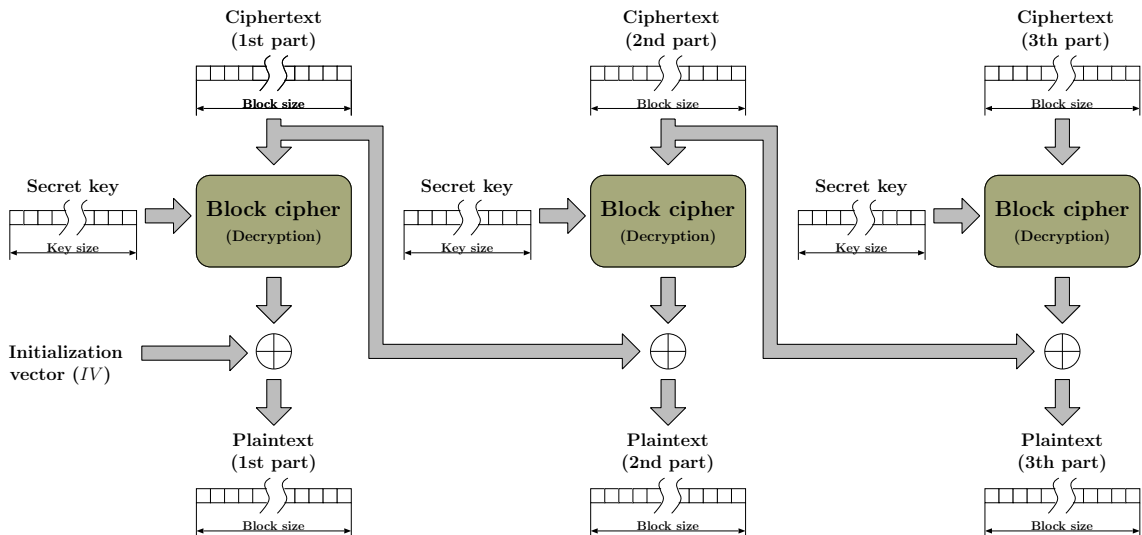 Ciphertext
(1st part)
Ciphertext
(2nd part)
Ciphertext
(3th part)
Block size
Block size
Block size
Secret key
Key size
Block cipher
(Decryption)
Secret key
Key size
Block cipher
(Decryption)
Secret key
Key size
Block cipher
(Decryption)
Initialization
vector (IV)
Plaintext
(1st part)
Plaintext
(2nd part)
Plaintext
(3th part)
Block size
Block size
Block size